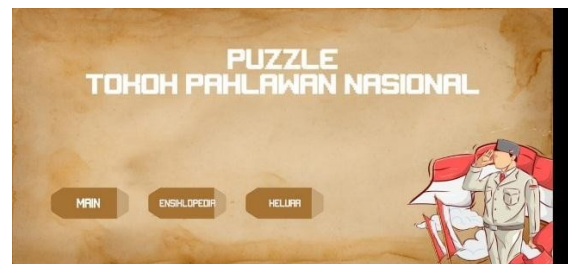 PUZZLE
TOKOH PAHLAWAN NASIONAL
MAIN
ENSIKLOPEDIA
KELUAR